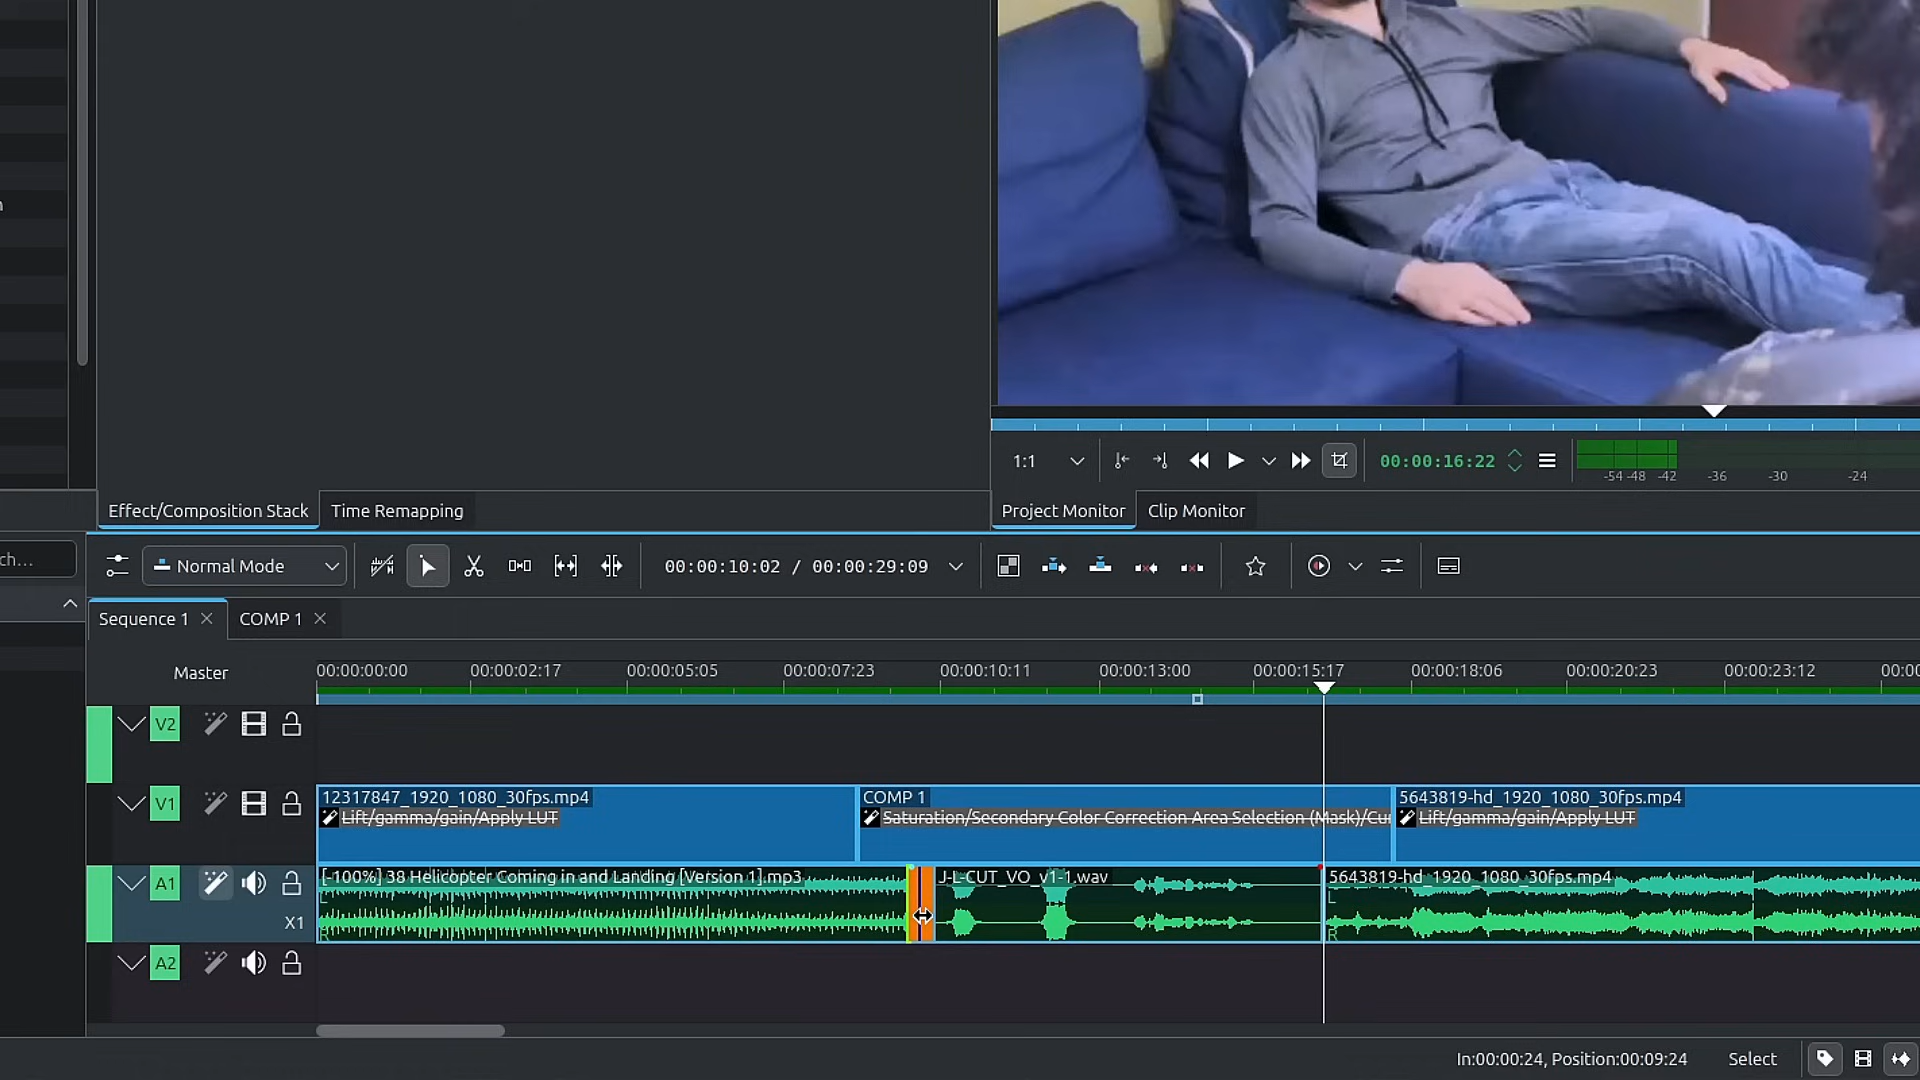 n
1:1
00:00:16:22
-54 -48 -42 -36 -30 -24
Effect/Composition Stack
Time Remapping
Project Monitor
Clip Monitor
ch...
Normal Mode
00:00:10:02 / 00:00:29:09
Sequence 1
COMP 1
Master
00:00:00:00 00:00:02:17 00:00:05:05 00:00:07:23 00:00:10:11 00:00:13:00 00:00:15:17 00:00:18:06 00:00:20:23 00:00:23:12 00:00
V2
V1
12317847_1920_1080_30fps.mp4
Lift/gamma/gain/Apply LUT
COMP 1
Saturation/Secondary Color Correction Area Selection (Mask)/Cur
5643819-hd_1920_1080_30fps.mp4
Lift/gamma/gain/Apply LUT
A1
X1
[-100%] 38 Helicopter Coming in and Landing [Version 1].mp3
L
R
J-L-CUT_VO_v1-1.wav
5643819-hd_1920_1080_30fps.mp4
L
R
A2
In:00:00:24, Position:00:09:24
Select